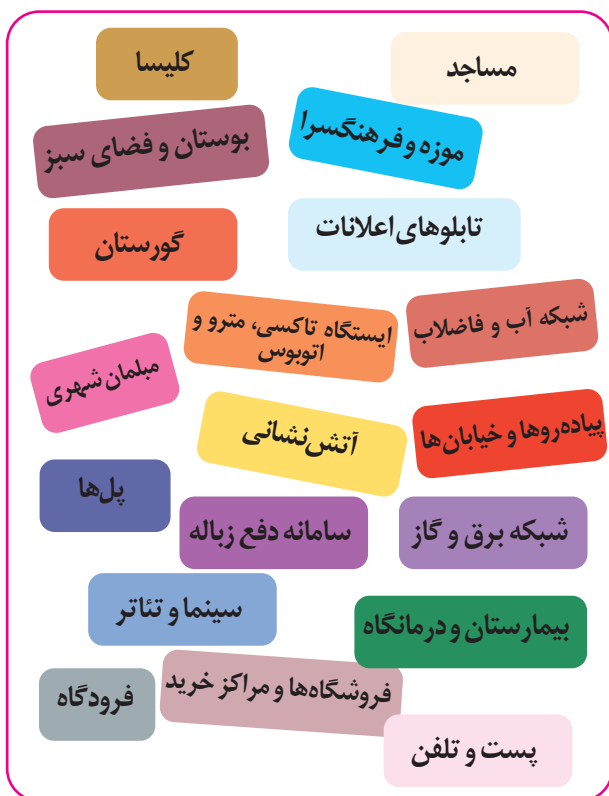 مساجد
کلیسا
موزه و فرهنگسرا
بوستان و فضای سبز
تابلوهای اعلانات
گورستان
شبکه آب و فاضلاب
ایستگاه تاکسی، مترو و
اتوبوس
مبلمان شهری
پیاده‌روها و خیابان‌ها
آتش‌نشانی
پل‌ها
شبکه برق و گاز
سامانه دفع زباله
سینما و تئاتر
بیمارستان و درمانگاه
فروشگاه‌ها و مراکز خرید
فرودگاه
پست و تلفن